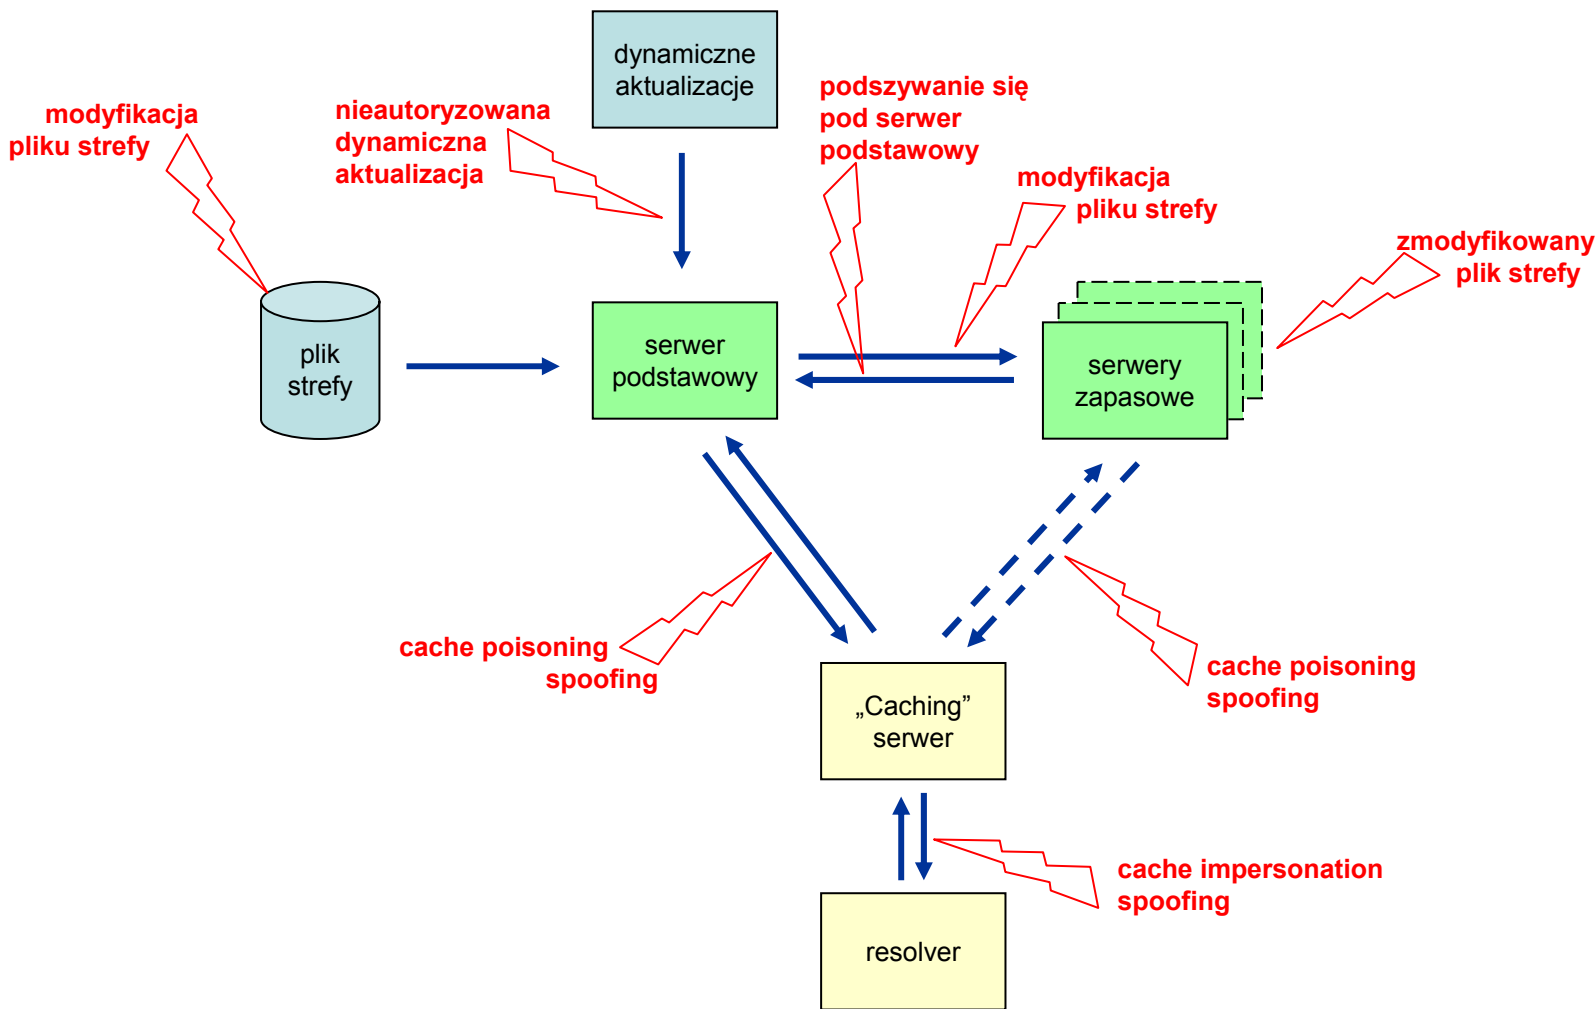 dynamiczne
aktualizacje
modyfikacja
pliku strefy
nieautoryzowana
dynamiczna
aktualizacja
podszywanie się
pod serwer
podstawowy
modyfikacja
pliku strefy
zmodyfikowany
plik strefy
plik
strefy
serwer
podstawowy
serwery
zapasowe
cache poisoning
spoofing
cache poisoning
spoofing
„Caching”
serwer
cache impersonation
spoofing
resolver